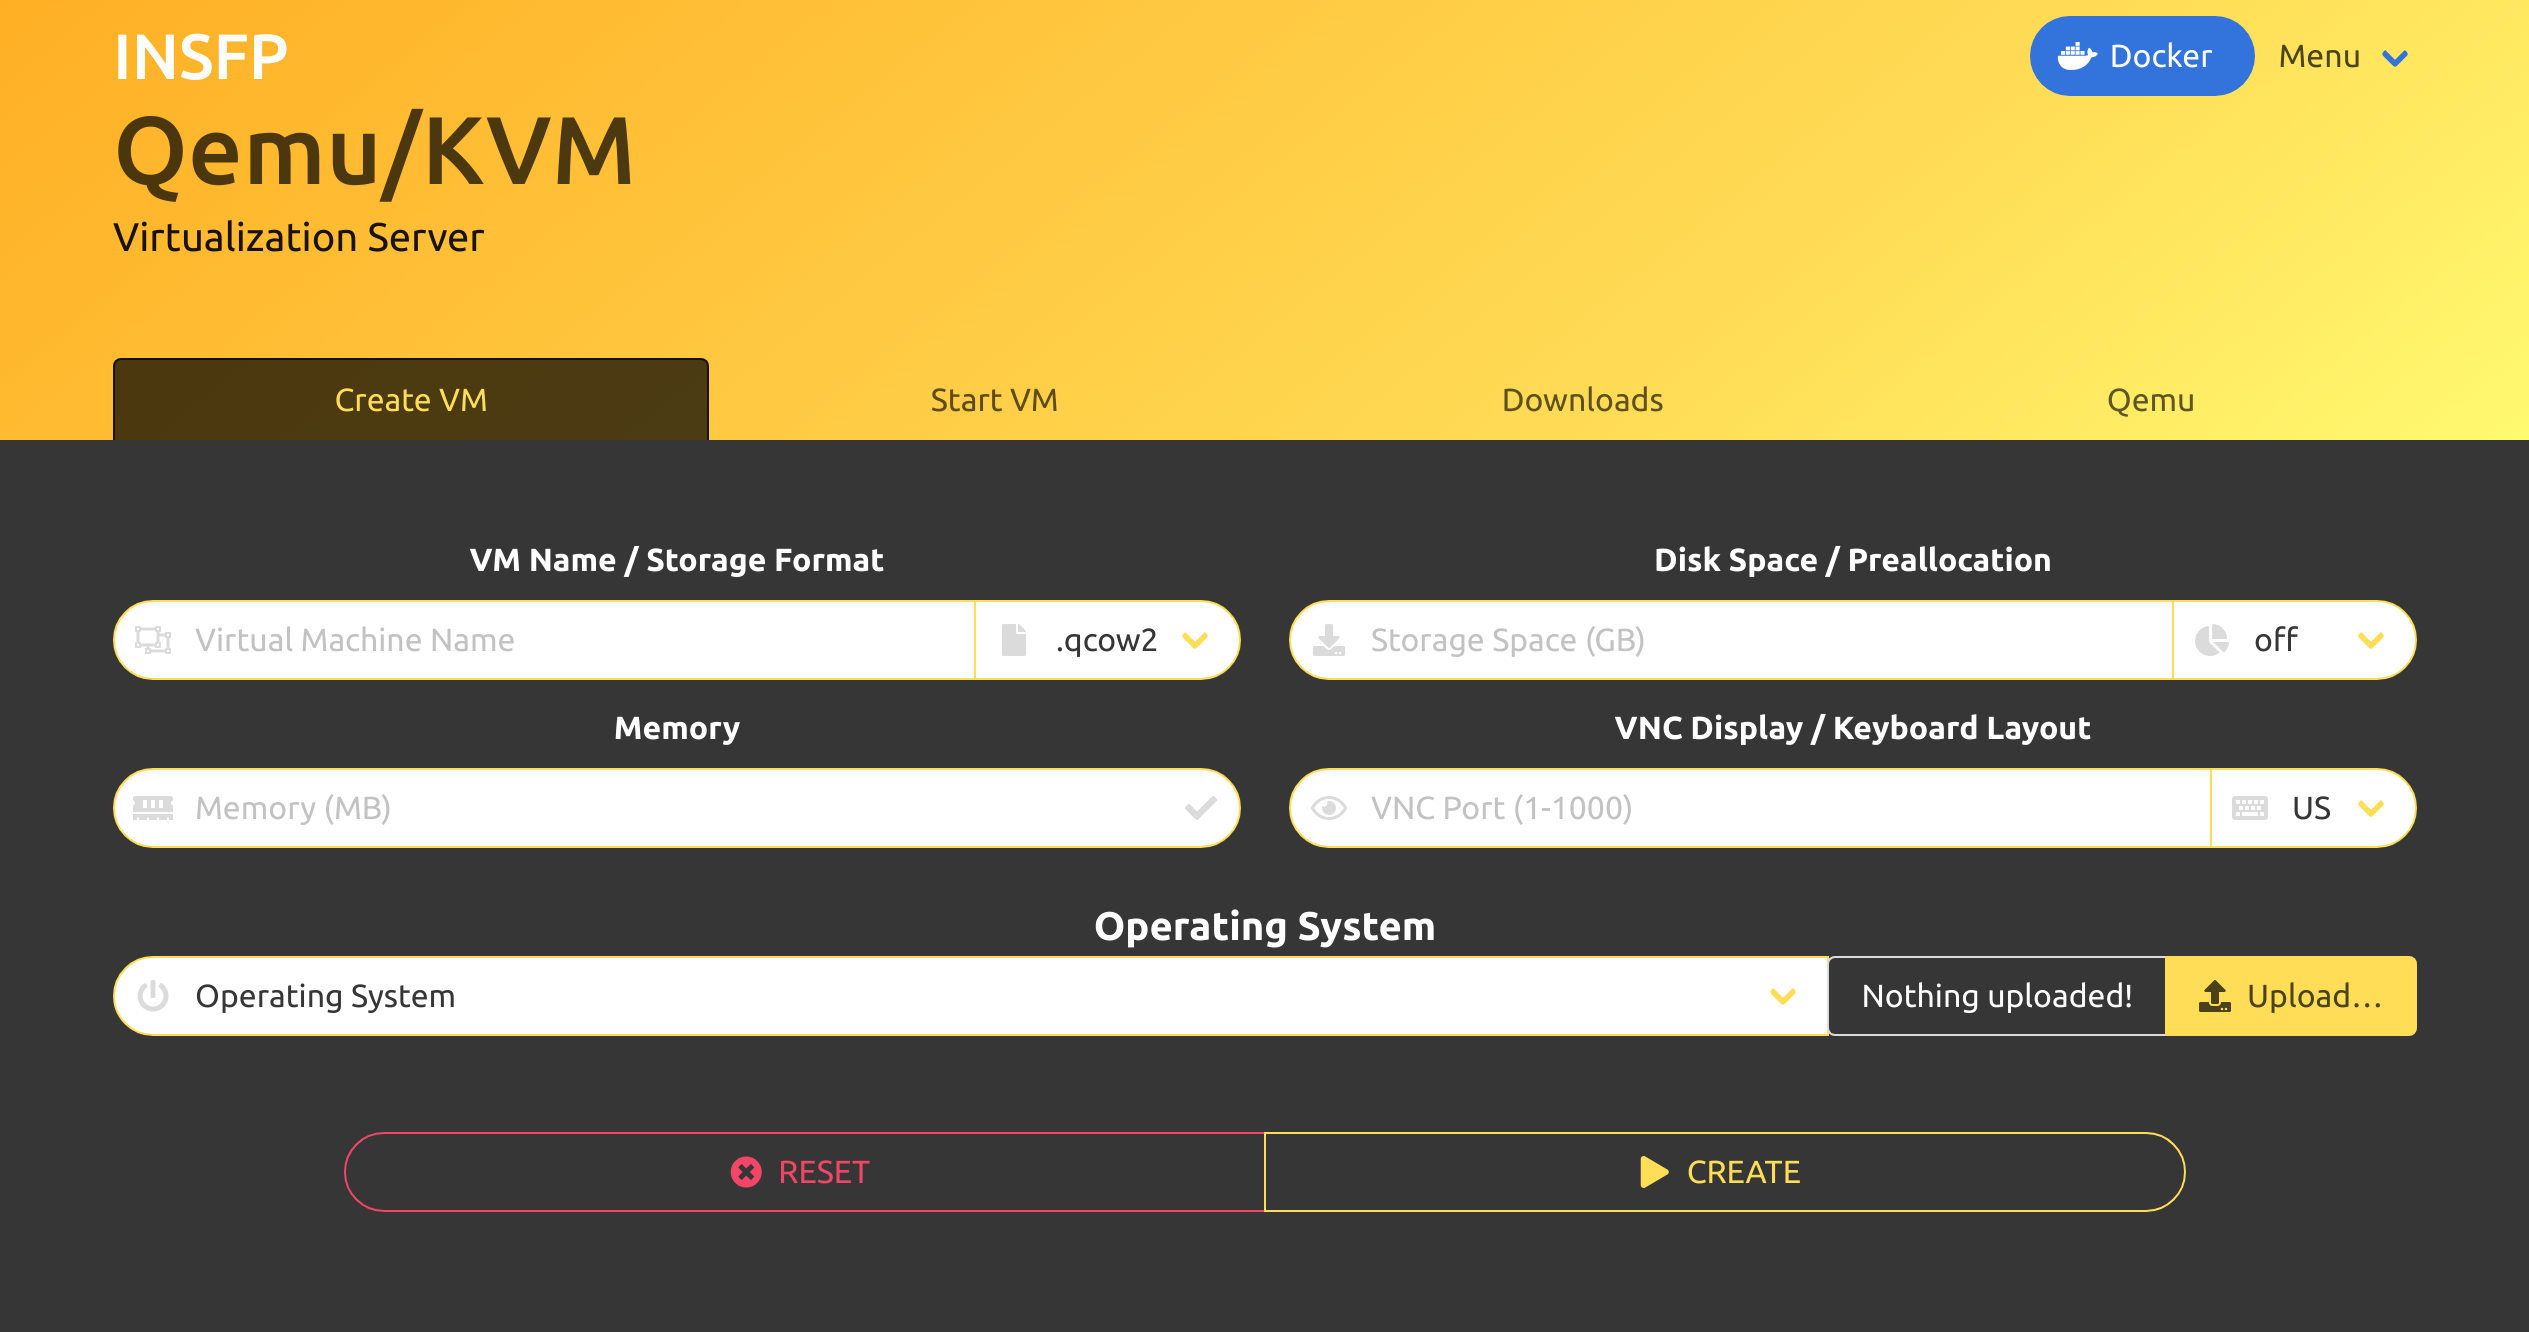 INSFP
Docker
Menu
Qemu/KVM
Virtualization Server
Create VM
Start VM
Downloads
Qemu
VM Name / Storage Format
Disk Space / Preallocation
Virtual Machine Name
.qcow2
Storage Space (GB)
off
Memory
VNC Display / Keyboard Layout
Memory (MB)
VNC Port (1-1000)
US
Operating System
Operating System
Nothing uploaded!
Upload...
RESET
CREATE